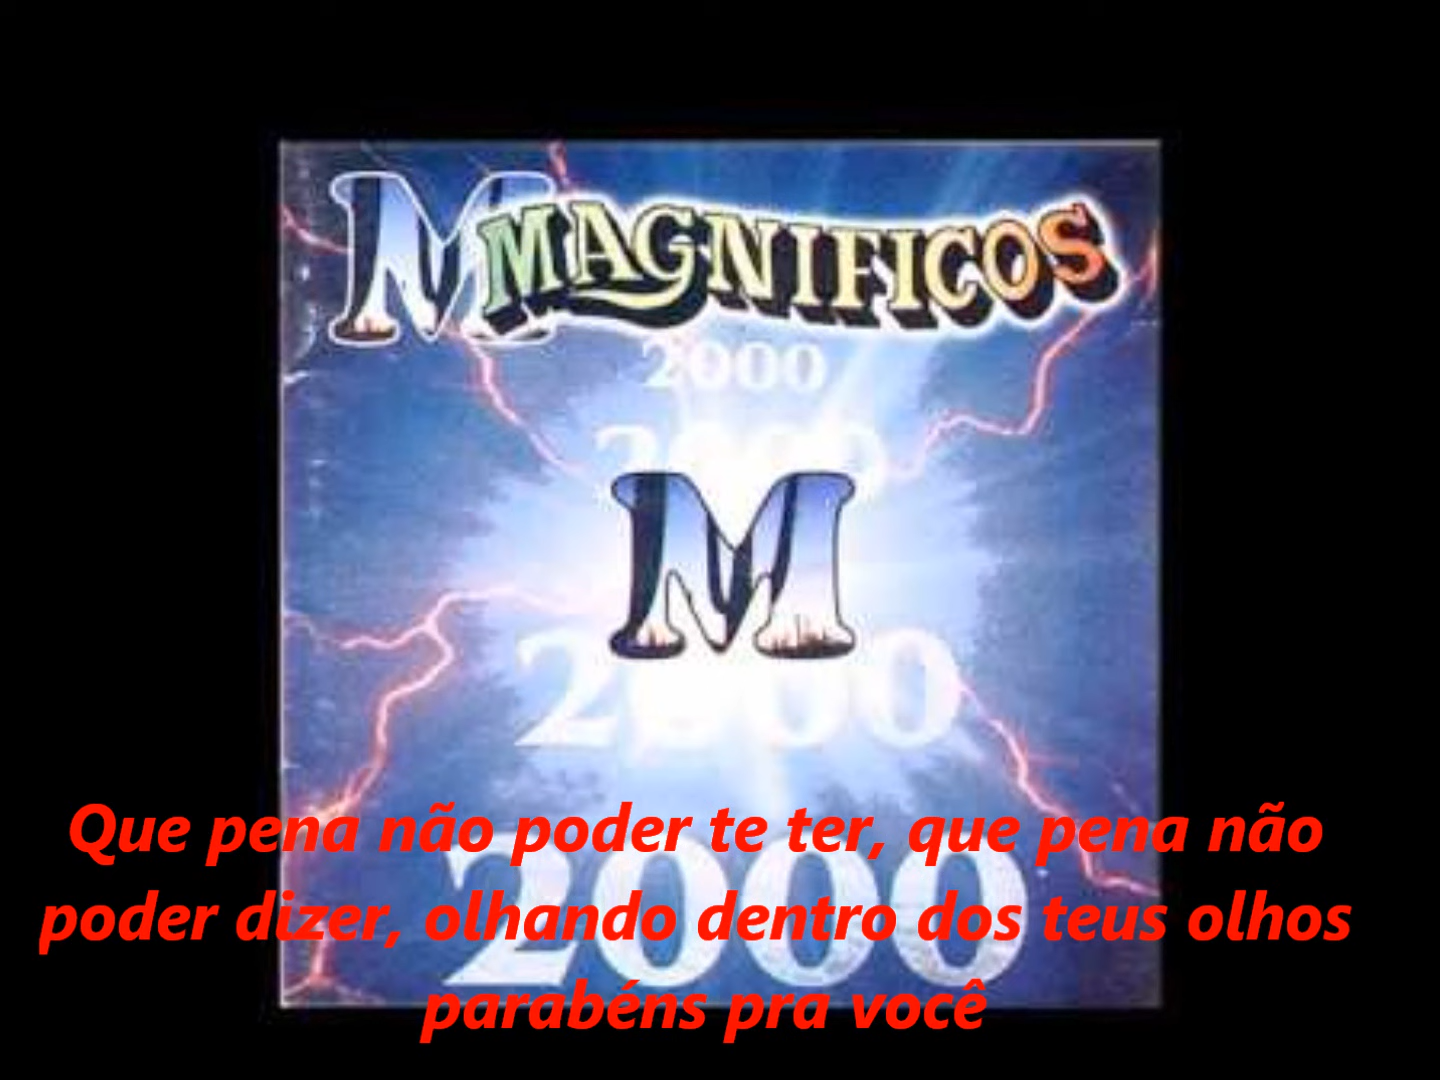 M
MAGNIFICOS
2000
2000
M
2000
2000
Que pena não poder te ter, que pena não
poder dizer, olhando dentro dos teus olhos
parabéns pra você